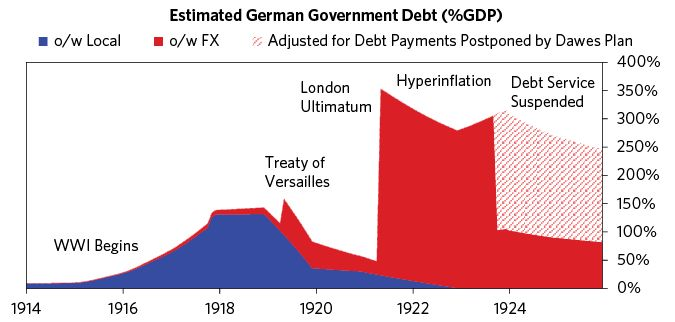 Estimated German Government Debt (%GDP)
o/w Local o/w FX Adjusted for Debt Payments Postponed by Dawes Plan
400%
350%
300%
250%
200%
150%
100%
50%
0%
WWI Begins
Treaty of
Versailles
London
Ultimatum
Hyperinflation
Debt Service
Suspended
1914 1916 1918 1920 1922 1924